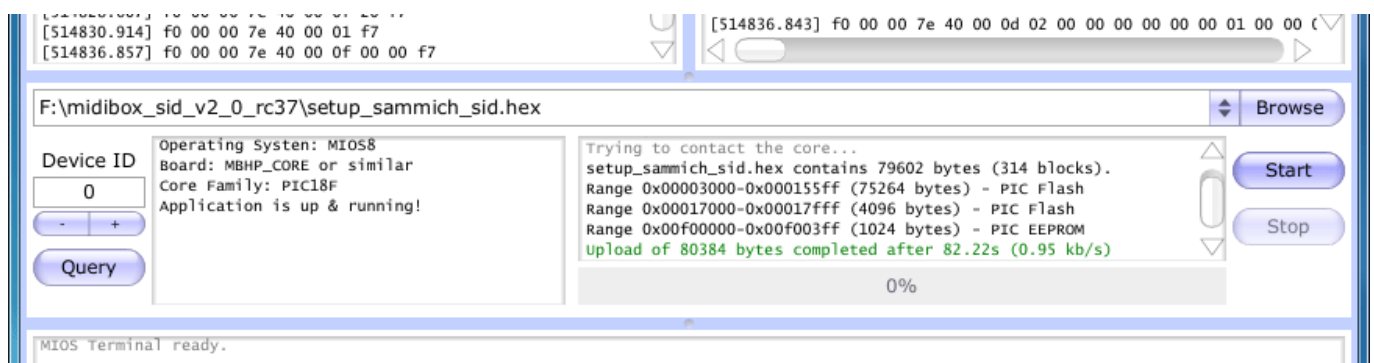 [514830.914] f0 00 00 7e 40 00 01 f7
[514836.857] f0 00 00 7e 40 00 0f 00 00 f7
[514836.843] f0 00 00 7e 40 00 0d 02 00 00 00 00 00 00 01 00 00
F:\midibox_sid_v2_0_rc37\setup_sammich_sid.hex
Browse
Device ID
0
- +
Query
Operating Systen: MIOS8
Board: MBHP_CORE or similar
Core Family: PIC18F
Application is up & running!
Trying to contact the core...
setup_sammich_sid.hex contains 79602 bytes (314 blocks).
Range 0x00003000-0x000155ff (75264 bytes) - PIC Flash
Range 0x00017000-0x00017fff (4096 bytes) - PIC Flash
Range 0x00f00000-0x00f003ff (1024 bytes) - PIC EEPROM
Upload of 80384 bytes completed after 82.22s (0.95 kb/s)
0%
Start
Stop
MIOS Terminal ready.